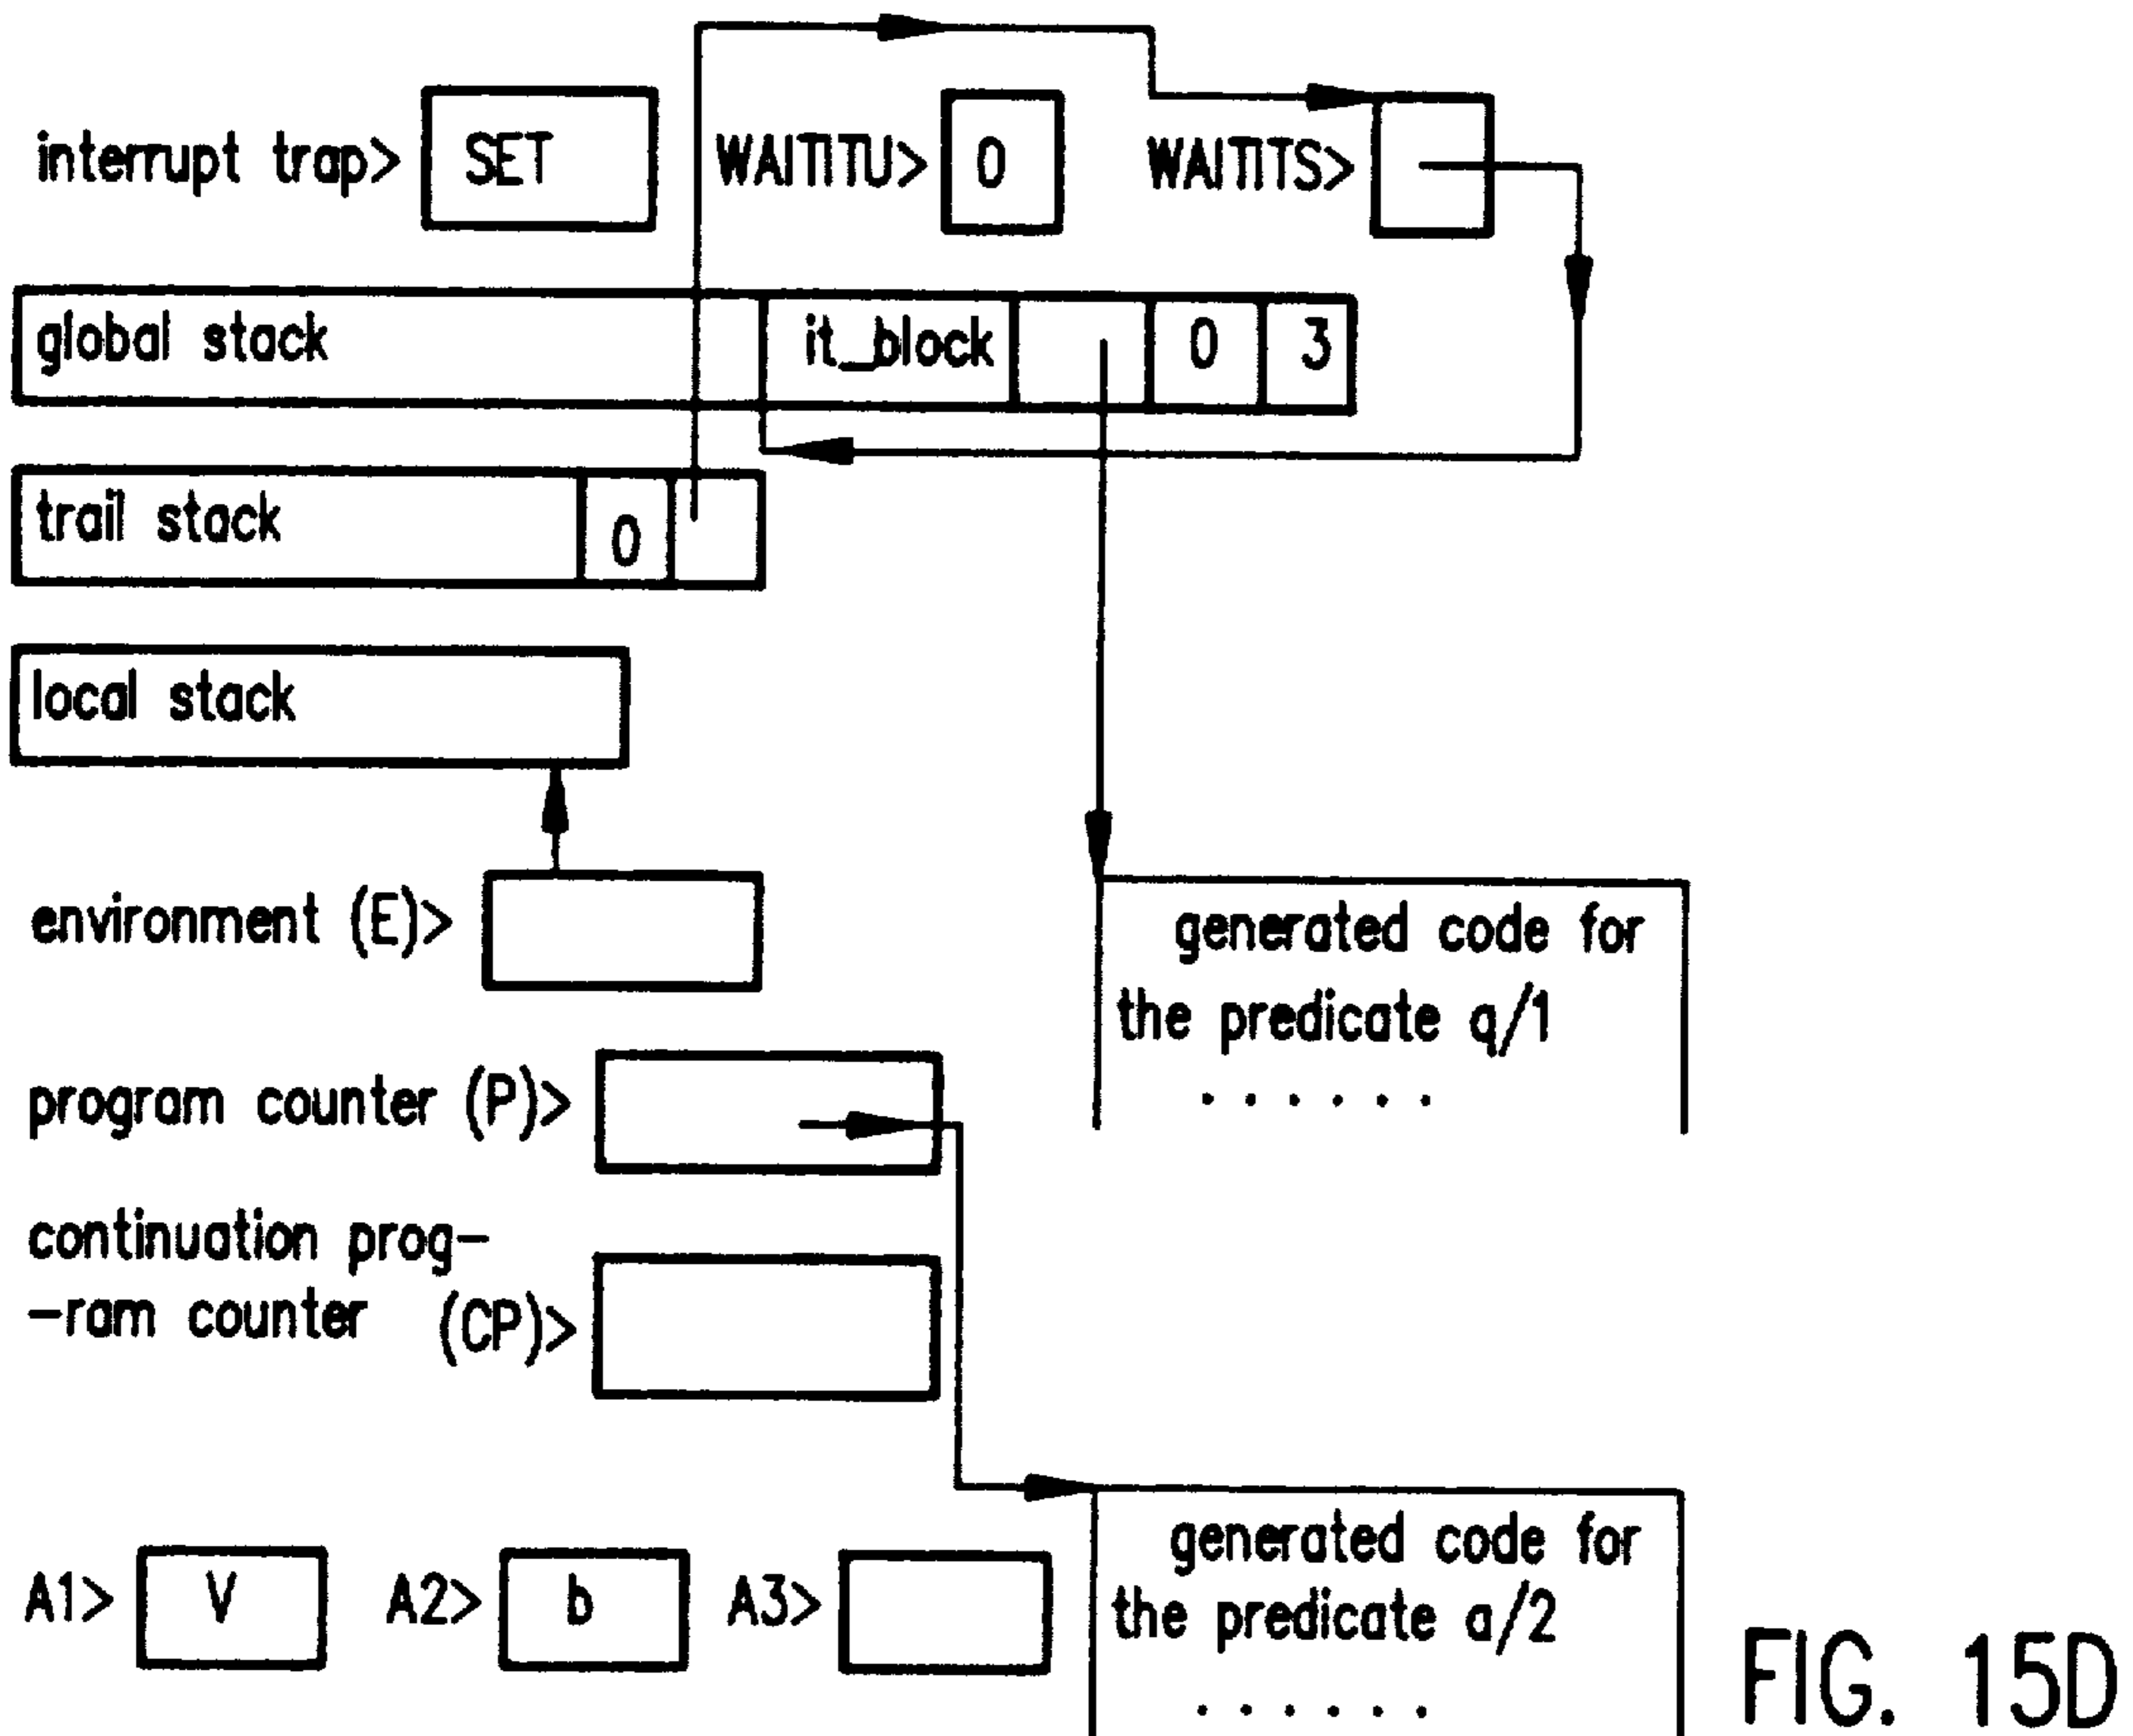 interrupt trap> SET WAITITU> 0 WAITITS>
global stack it_block 0 3
trail stack 0
local stack
environment (E)>
generated code for
the predicate q/1
. . . . . .
program counter (P)>
continuation prog-
-ram counter (CP)>
A1> V A2> b A3>
generated code for
the predicate a/2
. . . . . .
FIG. 15D